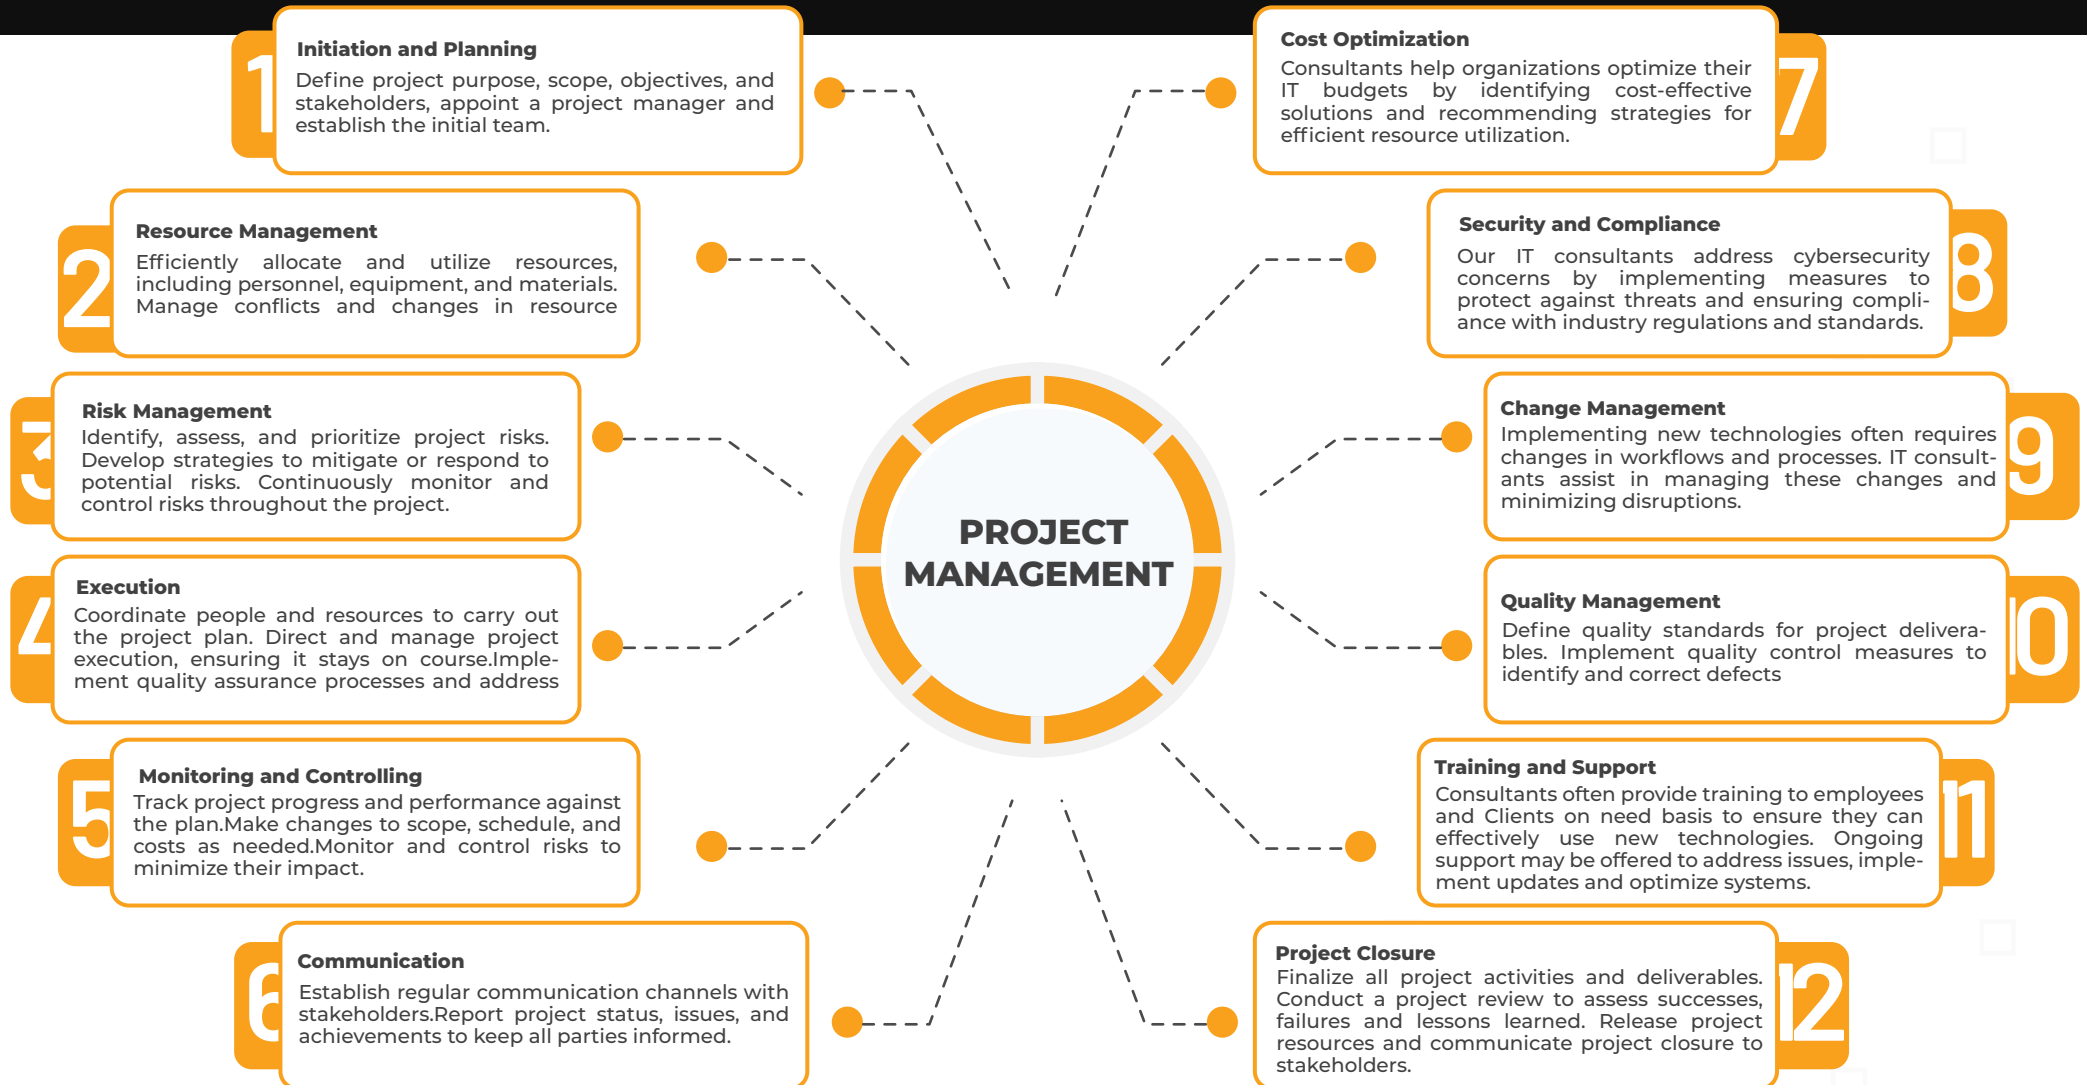 1
Initiation and Planning
Define project purpose, scope, objectives, and
stakeholders, appoint a project manager and
establish the initial team.
2
Resource Management
Efficiently allocate and utilize resources,
including personnel, equipment, and materials.
Manage conflicts and changes in resource
3
Risk Management
Identify, assess, and prioritize project risks.
Develop strategies to mitigate or respond to
potential risks. Continuously monitor and
control risks throughout the project.
4
Execution
Coordinate people and resources to carry out
the project plan. Direct and manage project
execution, ensuring it stays on course.Imple-
ment quality assurance processes and address
5
Monitoring and Controlling
Track project progress and performance against
the plan.Make changes to scope, schedule, and
costs as needed.Monitor and control risks to
minimize their impact.
6
Communication
Establish regular communication channels with
stakeholders.Report project status, issues, and
achievements to keep all parties informed.
PROJECT
MANAGEMENT
7
Cost Optimization
Consultants help organizations optimize their
IT budgets by identifying cost-effective
solutions and recommending strategies for
efficient resource utilization.
8
Security and Compliance
Our IT consultants address cybersecurity
concerns by implementing measures to
protect against threats and ensuring compli-
ance with industry regulations and standards.
9
Change Management
Implementing new technologies often requires
changes in workflows and processes. IT consult-
ants assist in managing these changes and
minimizing disruptions.
10
Quality Management
Define quality standards for project delivera-
bles. Implement quality control measures to
identify and correct defects
11
Training and Support
Consultants often provide training to employees
and Clients on need basis to ensure they can
effectively use new technologies. Ongoing
support may be offered to address issues, imple-
ment updates and optimize systems.
12
Project Closure
Finalize all project activities and deliverables.
Conduct a project review to assess successes,
failures and lessons learned. Release project
resources and communicate project closure to
stakeholders.